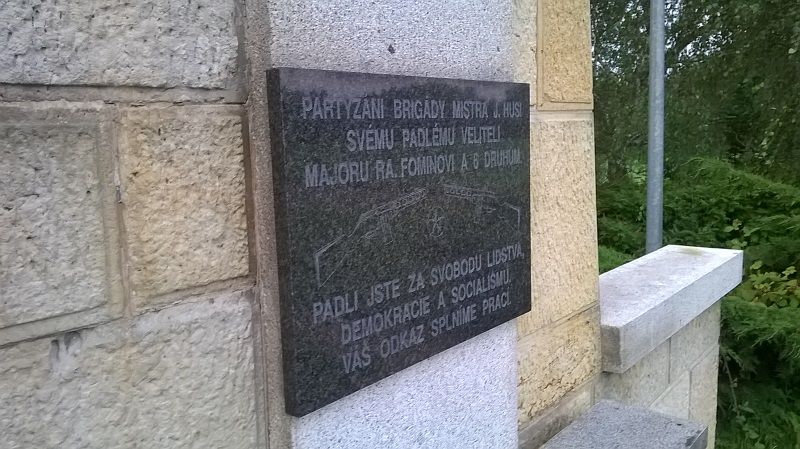 PARTYZÁNI BRIGÁDY MISTRA J. HUSI
SVÉMU PADLÉMU VELITELI
MAJORU RA. FOMINOVI A 6 DRUHŮM.
PADLI JSTE ZA SVOBODU LIDSTVA,
DEMOKRACIE A SOCIALISMU
VÁŠ ODKAZ SPLNÍME PRACÍ.